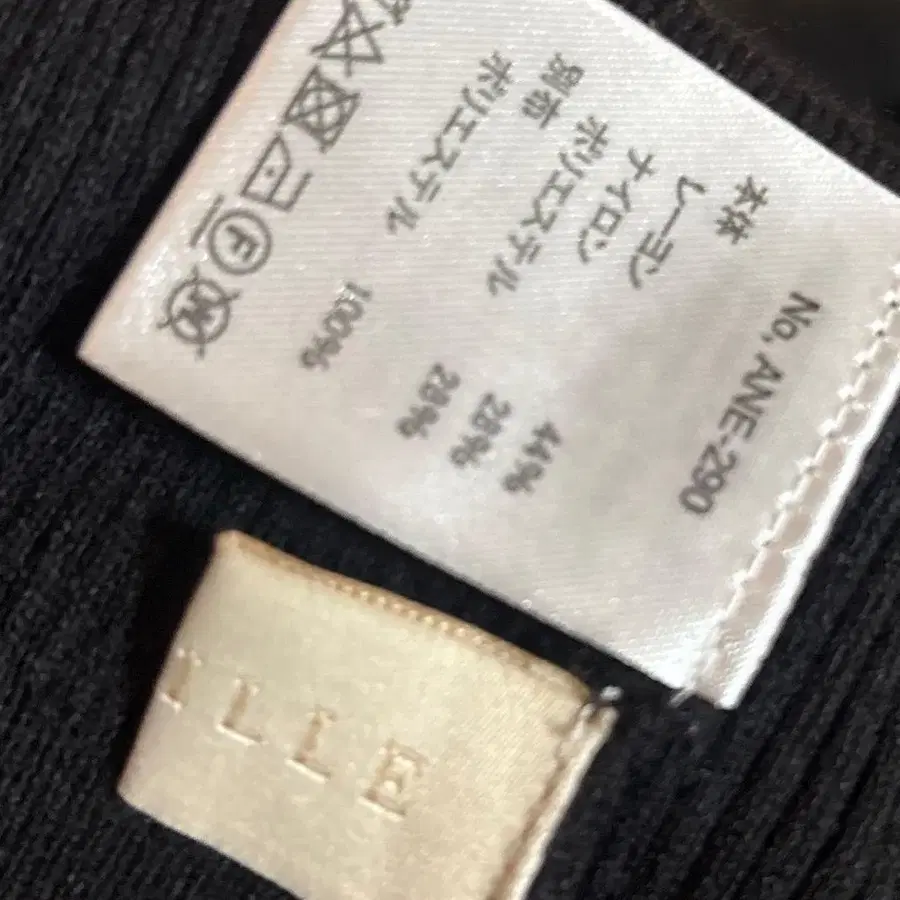 No, ANE-290
本体
レーヨン 44%
ナイロン 28%
ポリエステル 28%
別布
ポリエステル 100%
F
W
ILLE